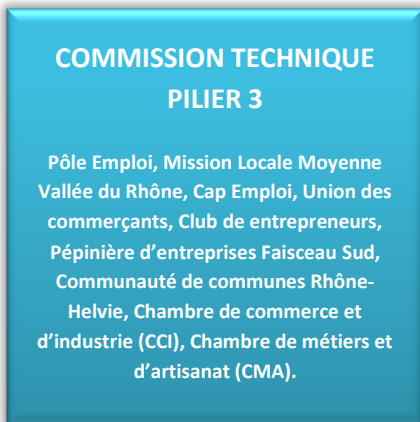 COMMISSION TECHNIQUE
PILIER 3
Pôle Emploi, Mission Locale Moyenne
Vallée du Rhône, Cap Emploi, Union des
commerçants, Club de entrepreneurs,
Pépinière d’entreprises Faisceau Sud,
Communauté de communes Rhône-
Helvie, Chambre de commerce et
d’industrie (CCI), Chambre de métiers et
d’artisanat (CMA).